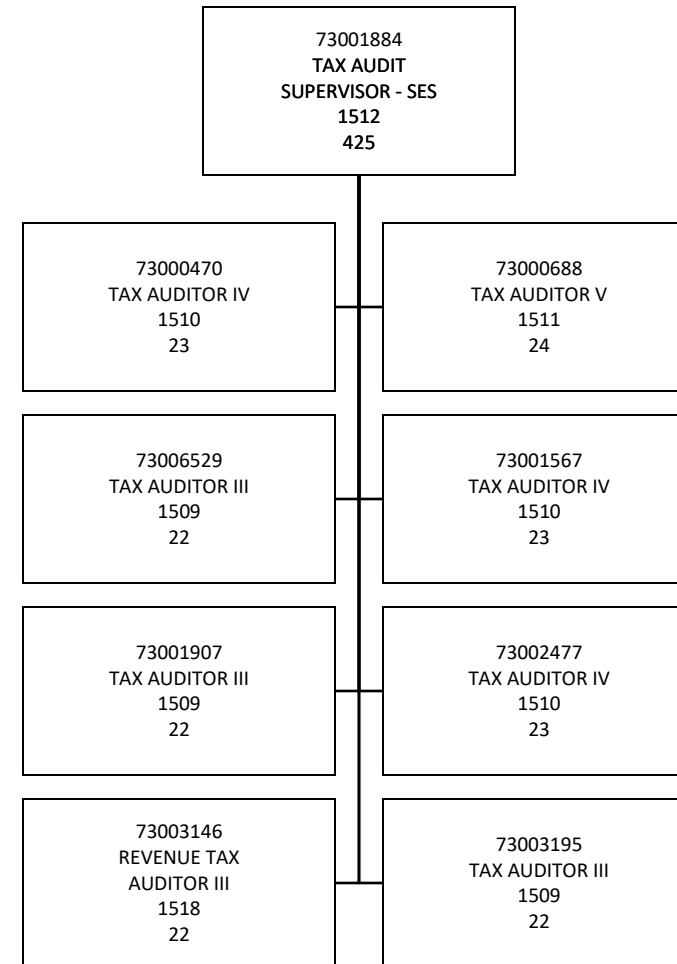 73001884
TAX AUDIT
SUPERVISOR - SES
1512
425
73000470
TAX AUDITOR IV
1510
23
73000688
TAX AUDITOR V
1511
24
73006529
TAX AUDITOR III
1509
22
73001567
TAX AUDITOR IV
1510
23
73001907
TAX AUDITOR III
1509
22
73002477
TAX AUDITOR IV
1510
23
73003146
REVENUE TAX
AUDITOR III
1518
22
73003195
TAX AUDITOR III
1509
22